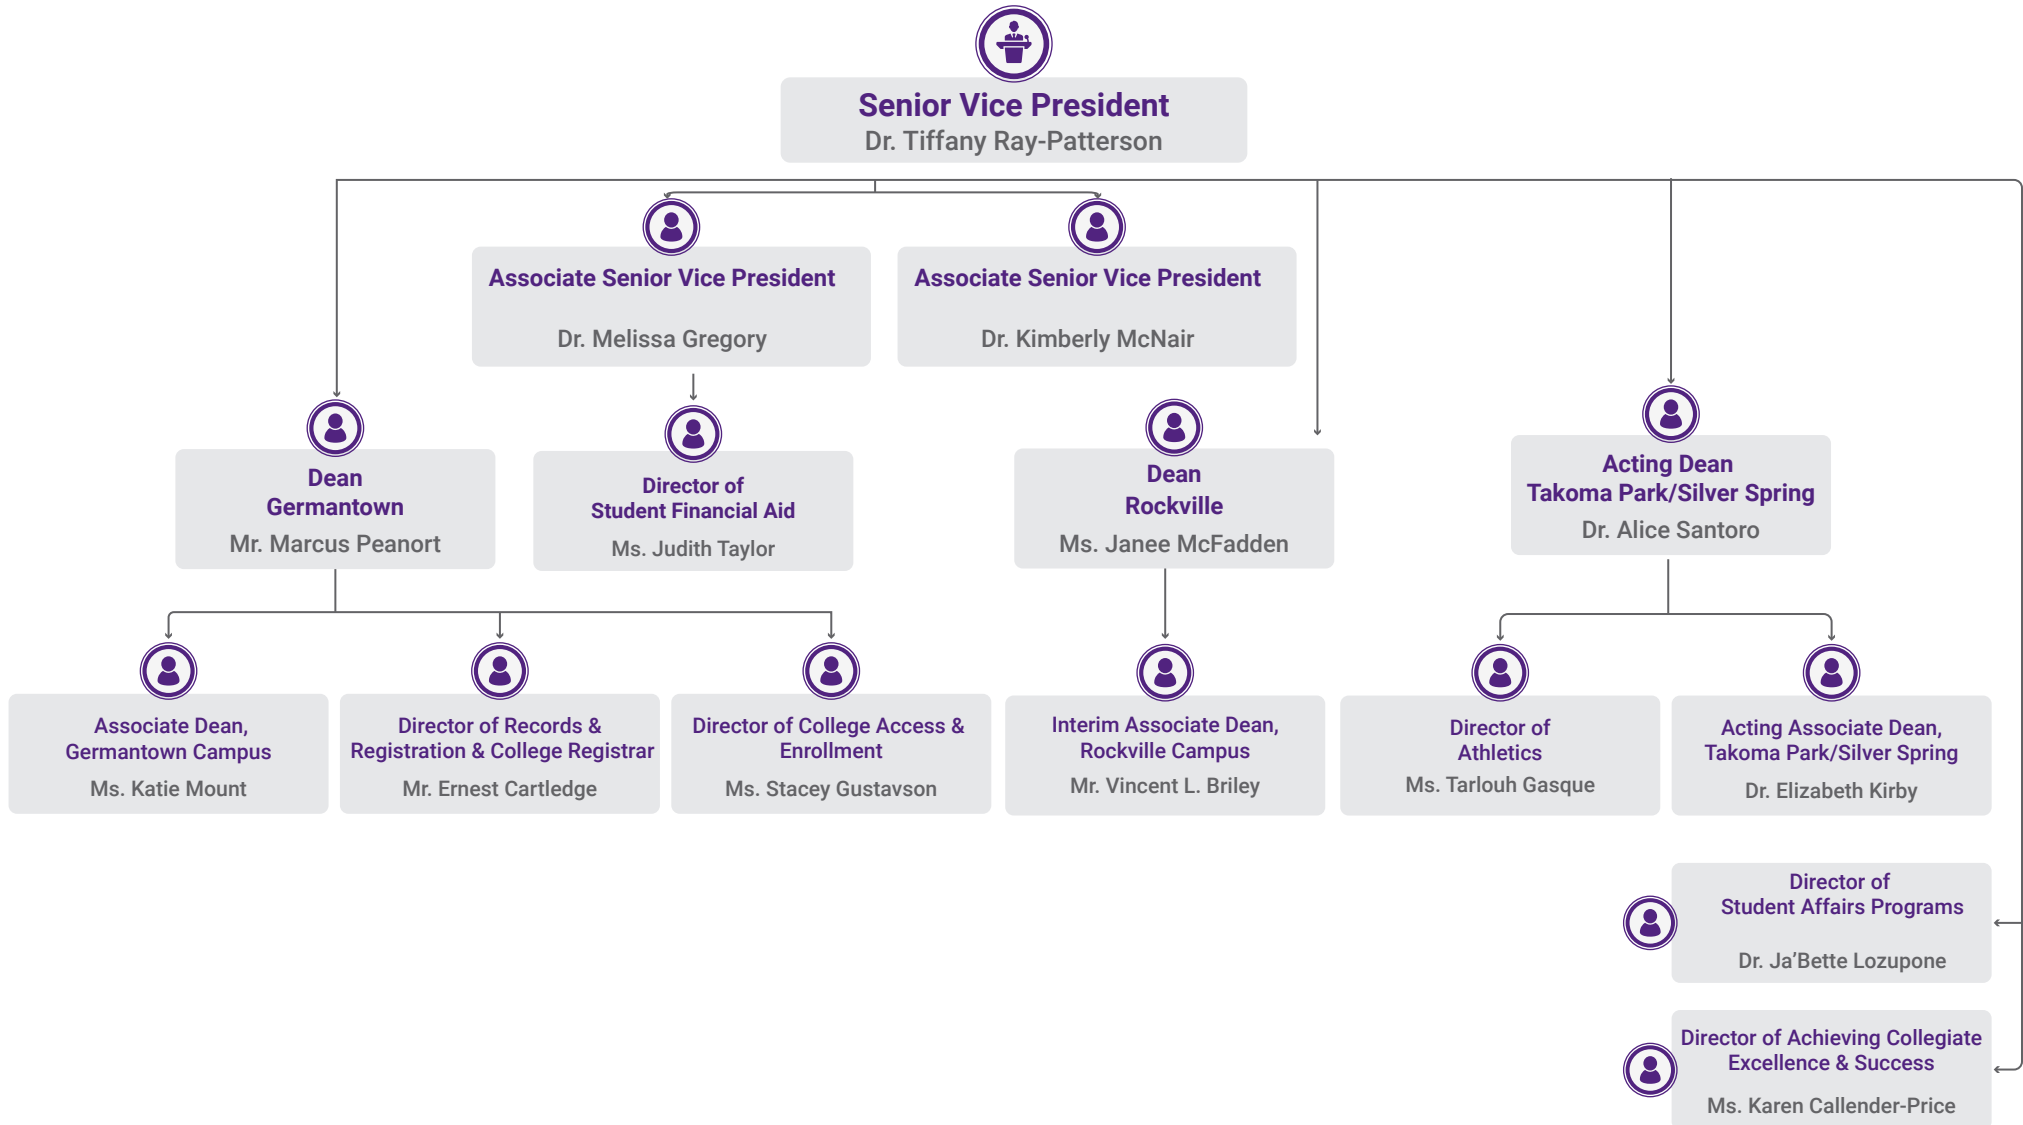 Senior Vice President
Dr. Tiffany Ray-Patterson
Associate Senior Vice President
Dr. Melissa Gregory
Associate Senior Vice President
Dr. Kimberly McNair
Dean
Germantown
Mr. Marcus Peanort
Director of
Student Financial Aid
Ms. Judith Taylor
Dean
Rockville
Ms. Janee McFadden
Acting Dean
Takoma Park/Silver Spring
Dr. Alice Santoro
Associate Dean,
Germantown Campus
Ms. Katie Mount
Director of Records &
Registration & College Registrar
Mr. Ernest Cartledge
Director of College Access &
Enrollment
Ms. Stacey Gustavson
Interim Associate Dean,
Rockville Campus
Mr. Vincent L. Briley
Director of
Athletics
Ms. Tarlouh Gasque
Acting Associate Dean,
Takoma Park/Silver Spring
Dr. Elizabeth Kirby
Director of
Student Affairs Programs
Dr. Ja’Bette Lozupone
Director of Achieving Collegiate
Excellence & Success
Ms. Karen Callender-Price